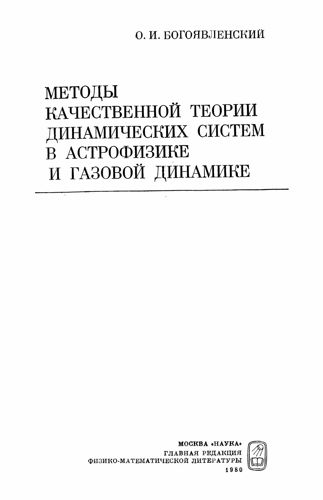 О. И. БОГОЯВЛЕНСКИЙ
МЕТОДЫ
КАЧЕСТВЕННОЙ ТЕОРИИ
ДИНАМИЧЕСКИХ СИСТЕМ
В АСТРОФИЗИКЕ
И ГАЗОВОЙ ДИНАМИКЕ
МОСКВА «НАУКА»
ГЛАВНАЯ РЕДАКЦИЯ
ФИЗИКО-МАТЕМАТИЧЕСКОЙ ЛИТЕРАТУРЫ
1980